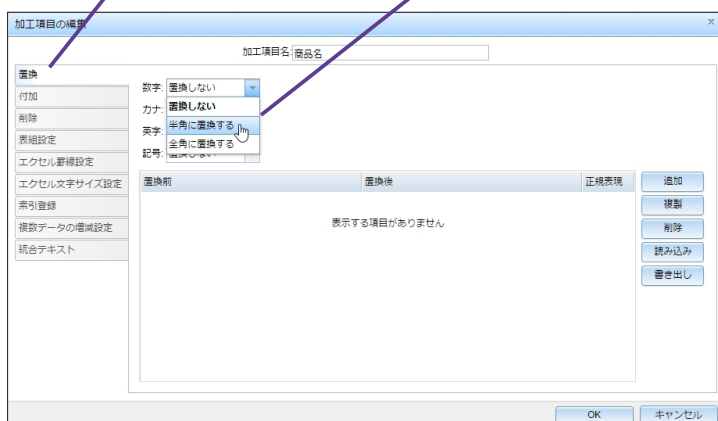 加工項目の編集
x
加工項目名: 商品名
置換
付加
削除
表組設定
エクセル罫線設定
エクセル文字サイズ設定
索引登録
複数データの増減設定
統合テキスト
数字: 置換しない
カナ: 置換しない
英字: 半角に置換する
全角に置換する
記号: 置換しない
置換前 置換後 正規表現
表示する項目がありません
追加
複製
削除
読み込み
書き出し
OK キャンセル